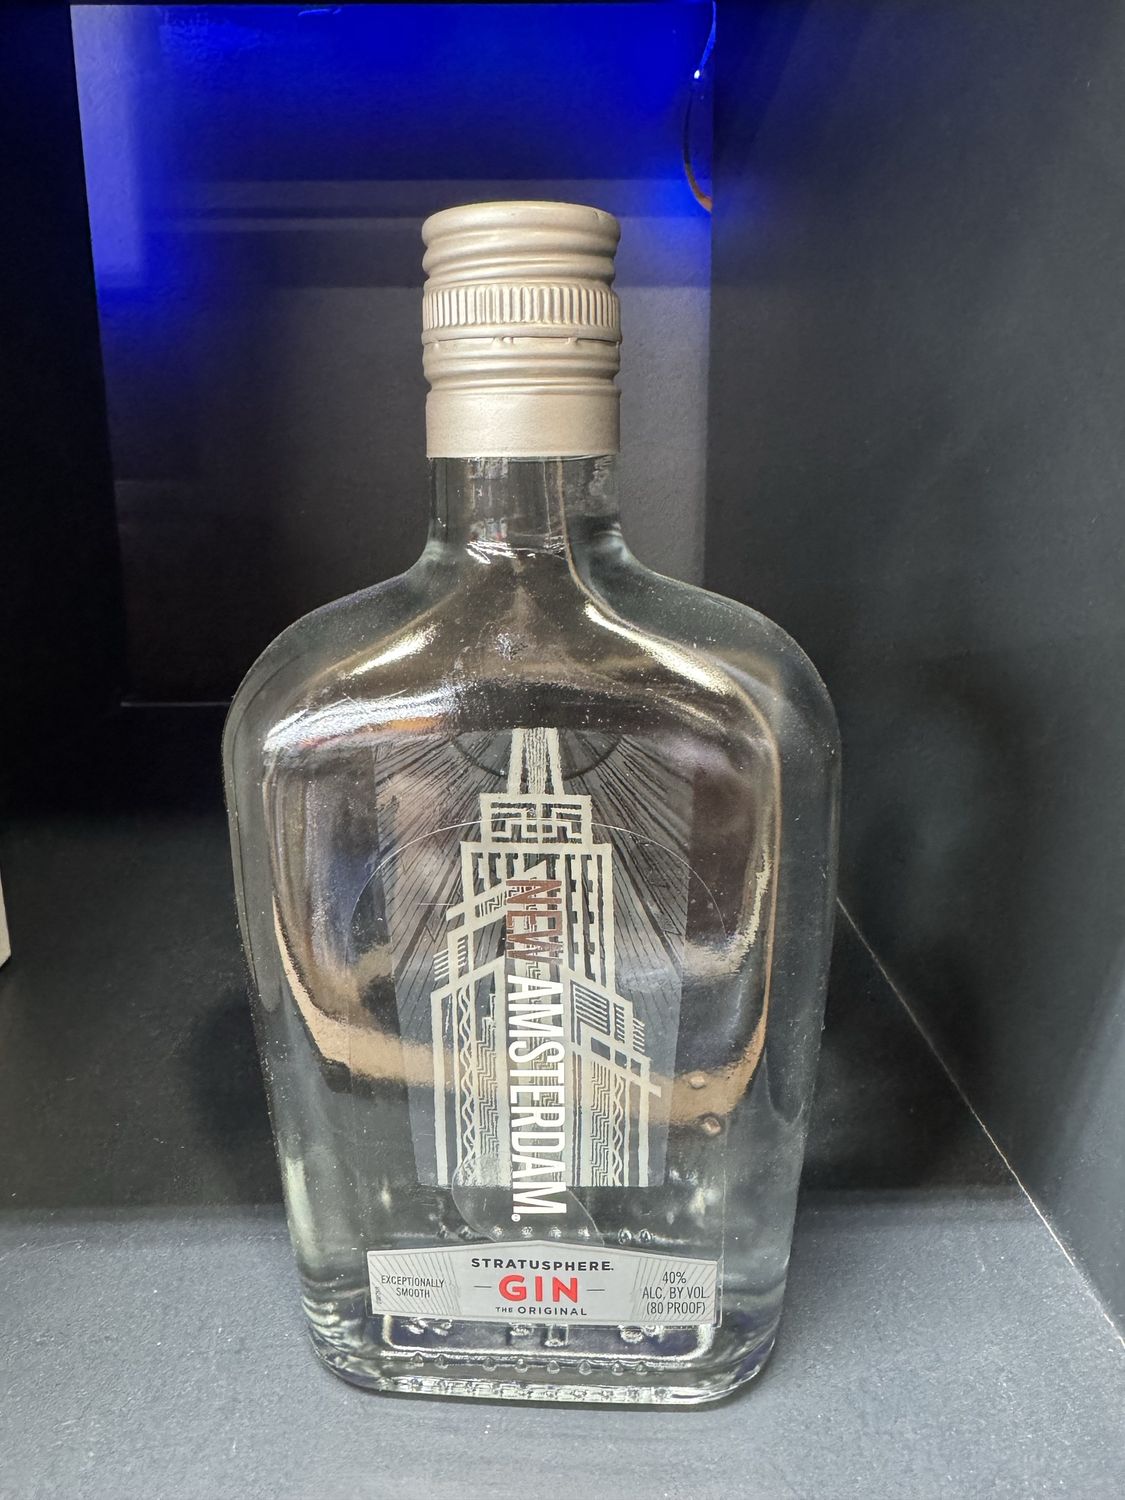 NEW AMSTERDAM®
STRATUSPHERE®
EXCEPTIONALLY
SMOOTH
GIN
THE ORIGINAL
40%
ALC. BY VOL.
(80 PROOF)